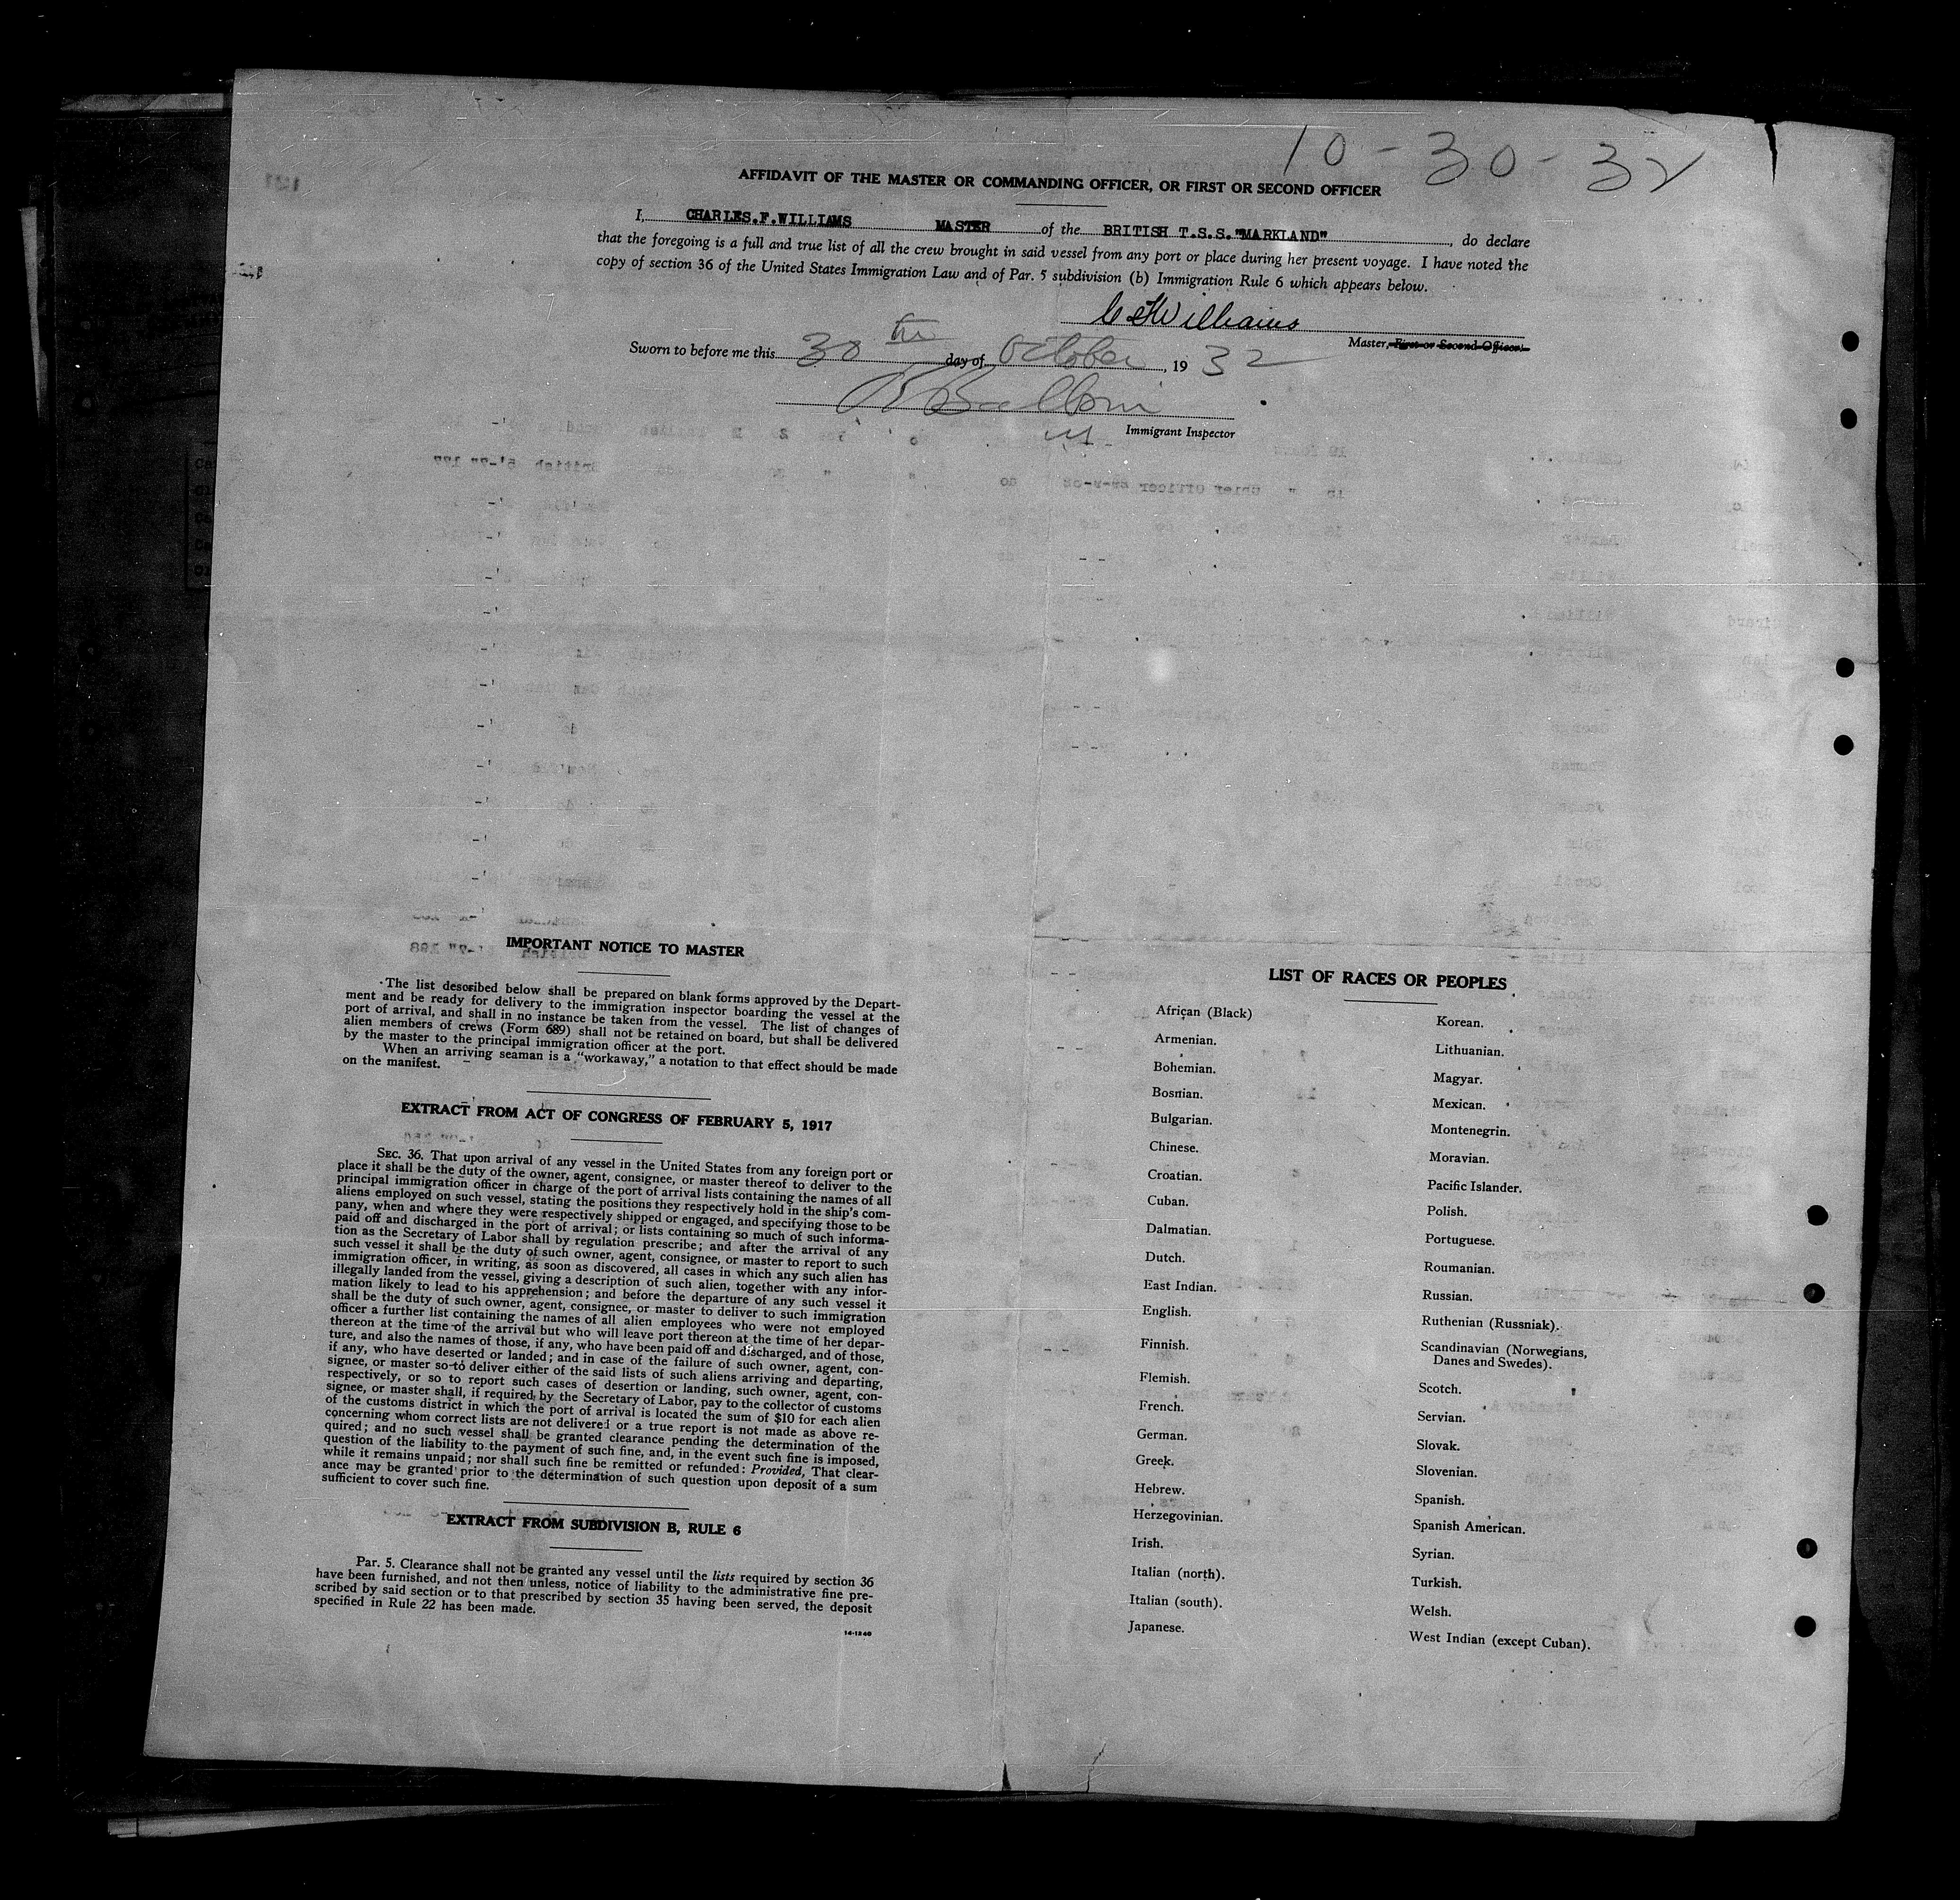 10-30-32
AFFIDAVIT OF THE MASTER OR COMMANDING OFFICER, OR FIRST OR SECOND OFFICER
I, CHARLES.F.WILLIAMS MASTER of the BRITISH T.S.S."MARKLAND", do declare
that the foregoing is a full and true list of all the crew brought in said vessel from any port or place during her present voyage. I have noted the
copy of section 36 of the United States Immigration Law and of Par. 5 subdivision (b) Immigration Rule 6 which appears below.
C F Williams
Master, First or Second Officer.
Sworn to before me this 30th day of October, 1932
Immigrant Inspector
IMPORTANT NOTICE TO MASTER
The list described below shall be prepared on blank forms approved by the Depart-
ment and be ready for delivery to the immigration inspector boarding the vessel at the
port of arrival, and shall in no instance be taken from the vessel. The list of changes of
alien members of crews (Form 689) shall not be retained on board, but shall be delivered
by the master to the principal immigration officer at the port.
When an arriving seaman is a "workaway," a notation to that effect should be made
on the manifest.
EXTRACT FROM ACT OF CONGRESS OF FEBRUARY 5, 1917
SEC. 36. That upon arrival of any vessel in the United States from any foreign port or
place it shall be the duty of the owner, agent, consignee, or master thereof to deliver to the
principal immigration officer in charge of the port of arrival lists containing the names of all
aliens employed on such vessel, stating the positions they respectively hold in the ship's com-
pany, when and where they were respectively shipped or engaged, and specifying those to be
paid off and discharged in the port of arrival; or lists containing so much of such informa-
tion as the Secretary of Labor shall by regulation prescribe; and after the arrival of any
such vessel it shall be the duty of such owner, agent, consignee, or master to report to such
immigration officer, in writing, as soon as discovered, all cases in which any such alien has
illegally landed from the vessel, giving a description of such alien, together with any infor-
mation likely to lead to his apprehension; and before the departure of any such vessel it
shall be the duty of such owner, agent, consignee, or master to deliver to such immigration
officer a further list containing the names of all alien employees who were not employed
thereon at the time of the arrival but who will leave port thereon at the time of her depar-
ture, and also the names of those, if any, who have been paid off and discharged, and of those,
if any, who have deserted or landed; and in case of the failure of such owner, agent, con-
signee, or master so to deliver either of the said lists of such aliens arriving and departing,
respectively, or so to report such cases of desertion or landing, such owner, agent, con-
signee, or master shall, if required by the Secretary of Labor, pay to the collector of customs
of the customs district in which the port of arrival is located the sum of $10 for each alien
concerning whom correct lists are not delivered or a true report is not made as above re-
quired; and no such vessel shall be granted clearance pending the determination of the
question of the liability to the payment of such fine, and, in the event such fine is imposed,
while it remains unpaid; nor shall such fine be remitted or refunded: Provided, That clear-
ance may be granted prior to the determination of such question upon deposit of a sum
sufficient to cover such fine.
EXTRACT FROM SUBDIVISION B, RULE 6
Par. 5. Clearance shall not be granted any vessel until the lists required by section 36
have been furnished, and not then unless, notice of liability to the administrative fine pre-
scribed by said section or to that prescribed by section 35 having been served, the deposit
specified in Rule 22 has been made.
14-1240
LIST OF RACES OR PEOPLES
African (Black)
Armenian.
Bohemian.
Bosnian.
Bulgarian.
Chinese.
Croatian.
Cuban.
Dalmatian.
Dutch.
East Indian.
English.
Finnish.
Flemish.
French.
German.
Greek.
Hebrew.
Herzegovinian.
Irish.
Italian (north).
Italian (south).
Japanese.
Korean.
Lithuanian.
Magyar.
Mexican.
Montenegrin.
Moravian.
Pacific Islander.
Polish.
Portuguese.
Roumanian.
Russian.
Ruthenian (Russniak).
Scandinavian (Norwegians,
Danes and Swedes).
Scotch.
Servian.
Slovak.
Slovenian.
Spanish.
Spanish American.
Syrian.
Turkish.
Welsh.
West Indian (except Cuban).